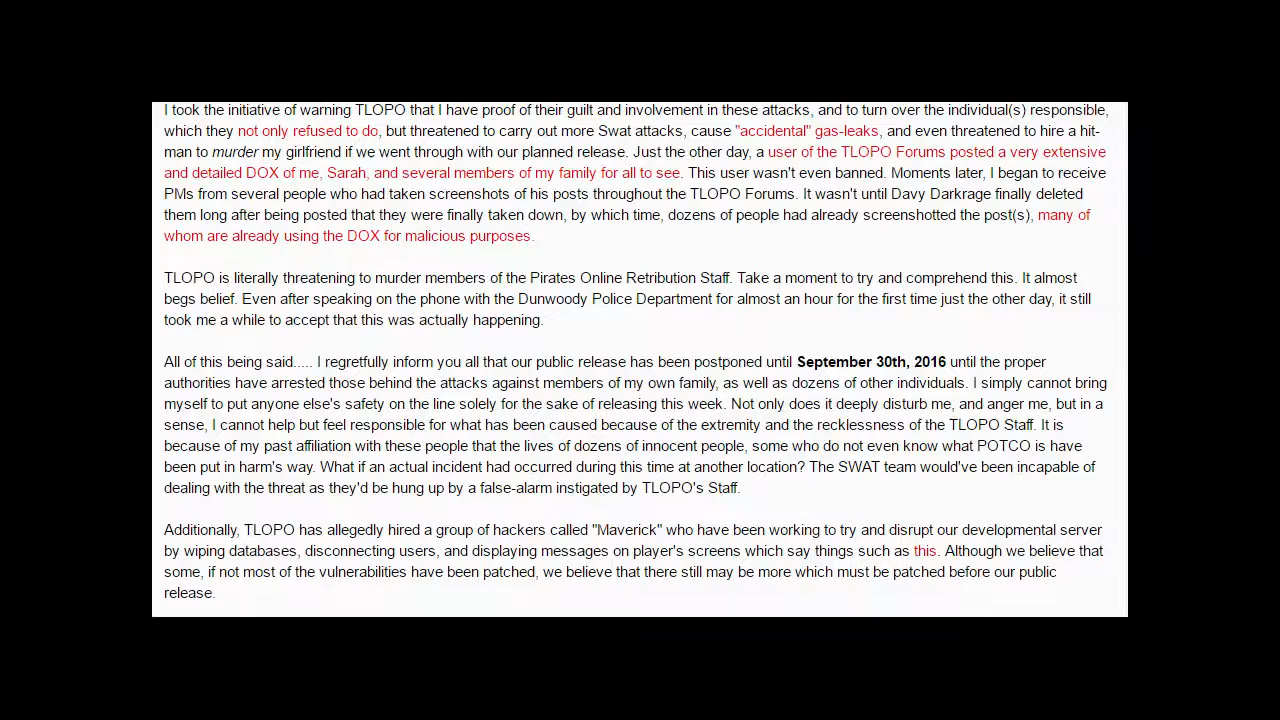 I took the initiative of warning TLOPO that I have proof of their guilt and involvement in these attacks, and to turn over the individual(s) responsible,
which they not only refused to do, but threatened to carry out more Swat attacks, cause "accidental" gas-leaks, and even threatened to hire a hit-
man to murder my girlfriend if we went through with our planned release. Just the other day, a user of the TLOPO Forums posted a very extensive
and detailed DOX of me, Sarah, and several members of my family for all to see. This user wasn't even banned. Moments later, I began to receive
PMs from several people who had taken screenshots of his posts throughout the TLOPO Forums. It wasn't until Davy Darkrage finally deleted
them long after being posted that they were finally taken down, by which time, dozens of people had already screenshotted the post(s), many of
whom are already using the DOX for malicious purposes.
TLOPO is literally threatening to murder members of the Pirates Online Retribution Staff. Take a moment to try and comprehend this. It almost
begs belief. Even after speaking on the phone with the Dunwoody Police Department for almost an hour for the first time just the other day, it still
took me a while to accept that this was actually happening.
All of this being said..... I regretfully inform you all that our public release has been postponed until September 30th, 2016 until the proper
authorities have arrested those behind the attacks against members of my own family, as well as dozens of other individuals. I simply cannot bring
myself to put anyone else's safety on the line solely for the sake of releasing this week. Not only does it deeply disturb me, and anger me, but in a
sense, I cannot help but feel responsible for what has been caused because of the extremity and the recklessness of the TLOPO Staff. It is
because of my past affiliation with these people that the lives of dozens of innocent people, some who do not even know what POTCO is have
been put in harm's way. What if an actual incident had occurred during this time at another location? The SWAT team would've been incapable of
dealing with the threat as they'd be hung up by a false-alarm instigated by TLOPO's Staff.
Additionally, TLOPO has allegedly hired a group of hackers called "Maverick" who have been working to try and disrupt our developmental server
by wiping databases, disconnecting users, and displaying messages on player's screens which say things such as this. Although we believe that
some, if not most of the vulnerabilities have been patched, we believe that there still may be more which must be patched before our public
release.